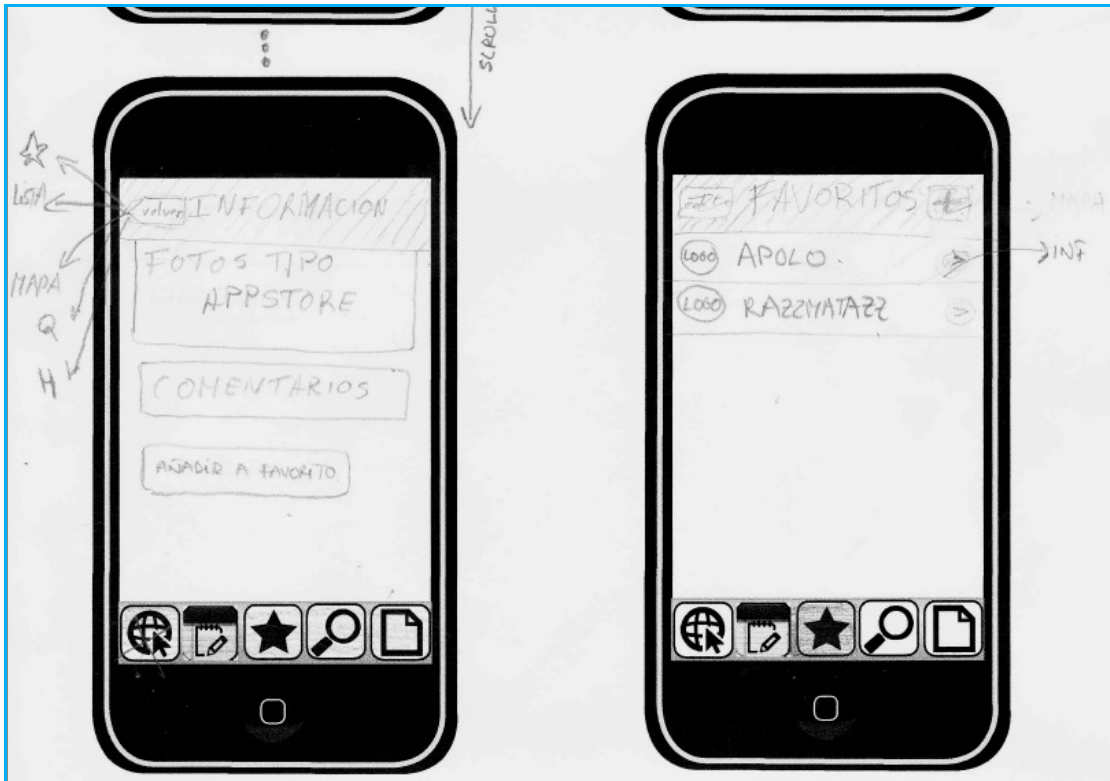 SCROLL
LISTA
MAPA
Q
H
volver INFORMACION
FOTOS TIPO
APPSTORE
COMENTARIOS
AÑADIR A FAVORITO
FAVORITOS
MAPA
LOGO APOLO.
INF
LOGO RAZZMATAZZ